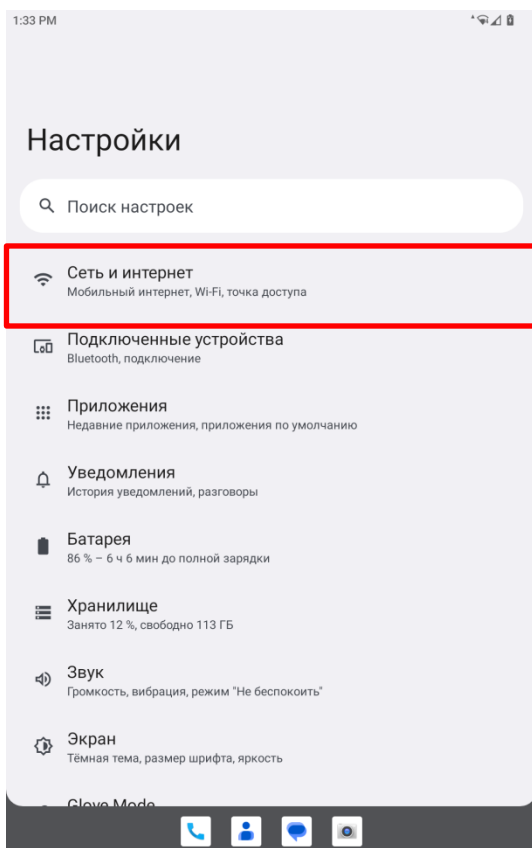 1:33 PM
Настройки
Поиск настроек
Сеть и интернет
Мобильный интернет, Wi-Fi, точка доступа
Подключенные устройства
Bluetooth, подключение
Приложения
Недавние приложения, приложения по умолчанию
Уведомления
История уведомлений, разговоры
Батарея
86 % – 6 ч 6 мин до полной зарядки
Хранилище
Занято 12 %, свободно 113 ГБ
Звук
Громкость, вибрация, режим "Не беспокоить"
Экран
Тёмная тема, размер шрифта, яркость
Glove Mode